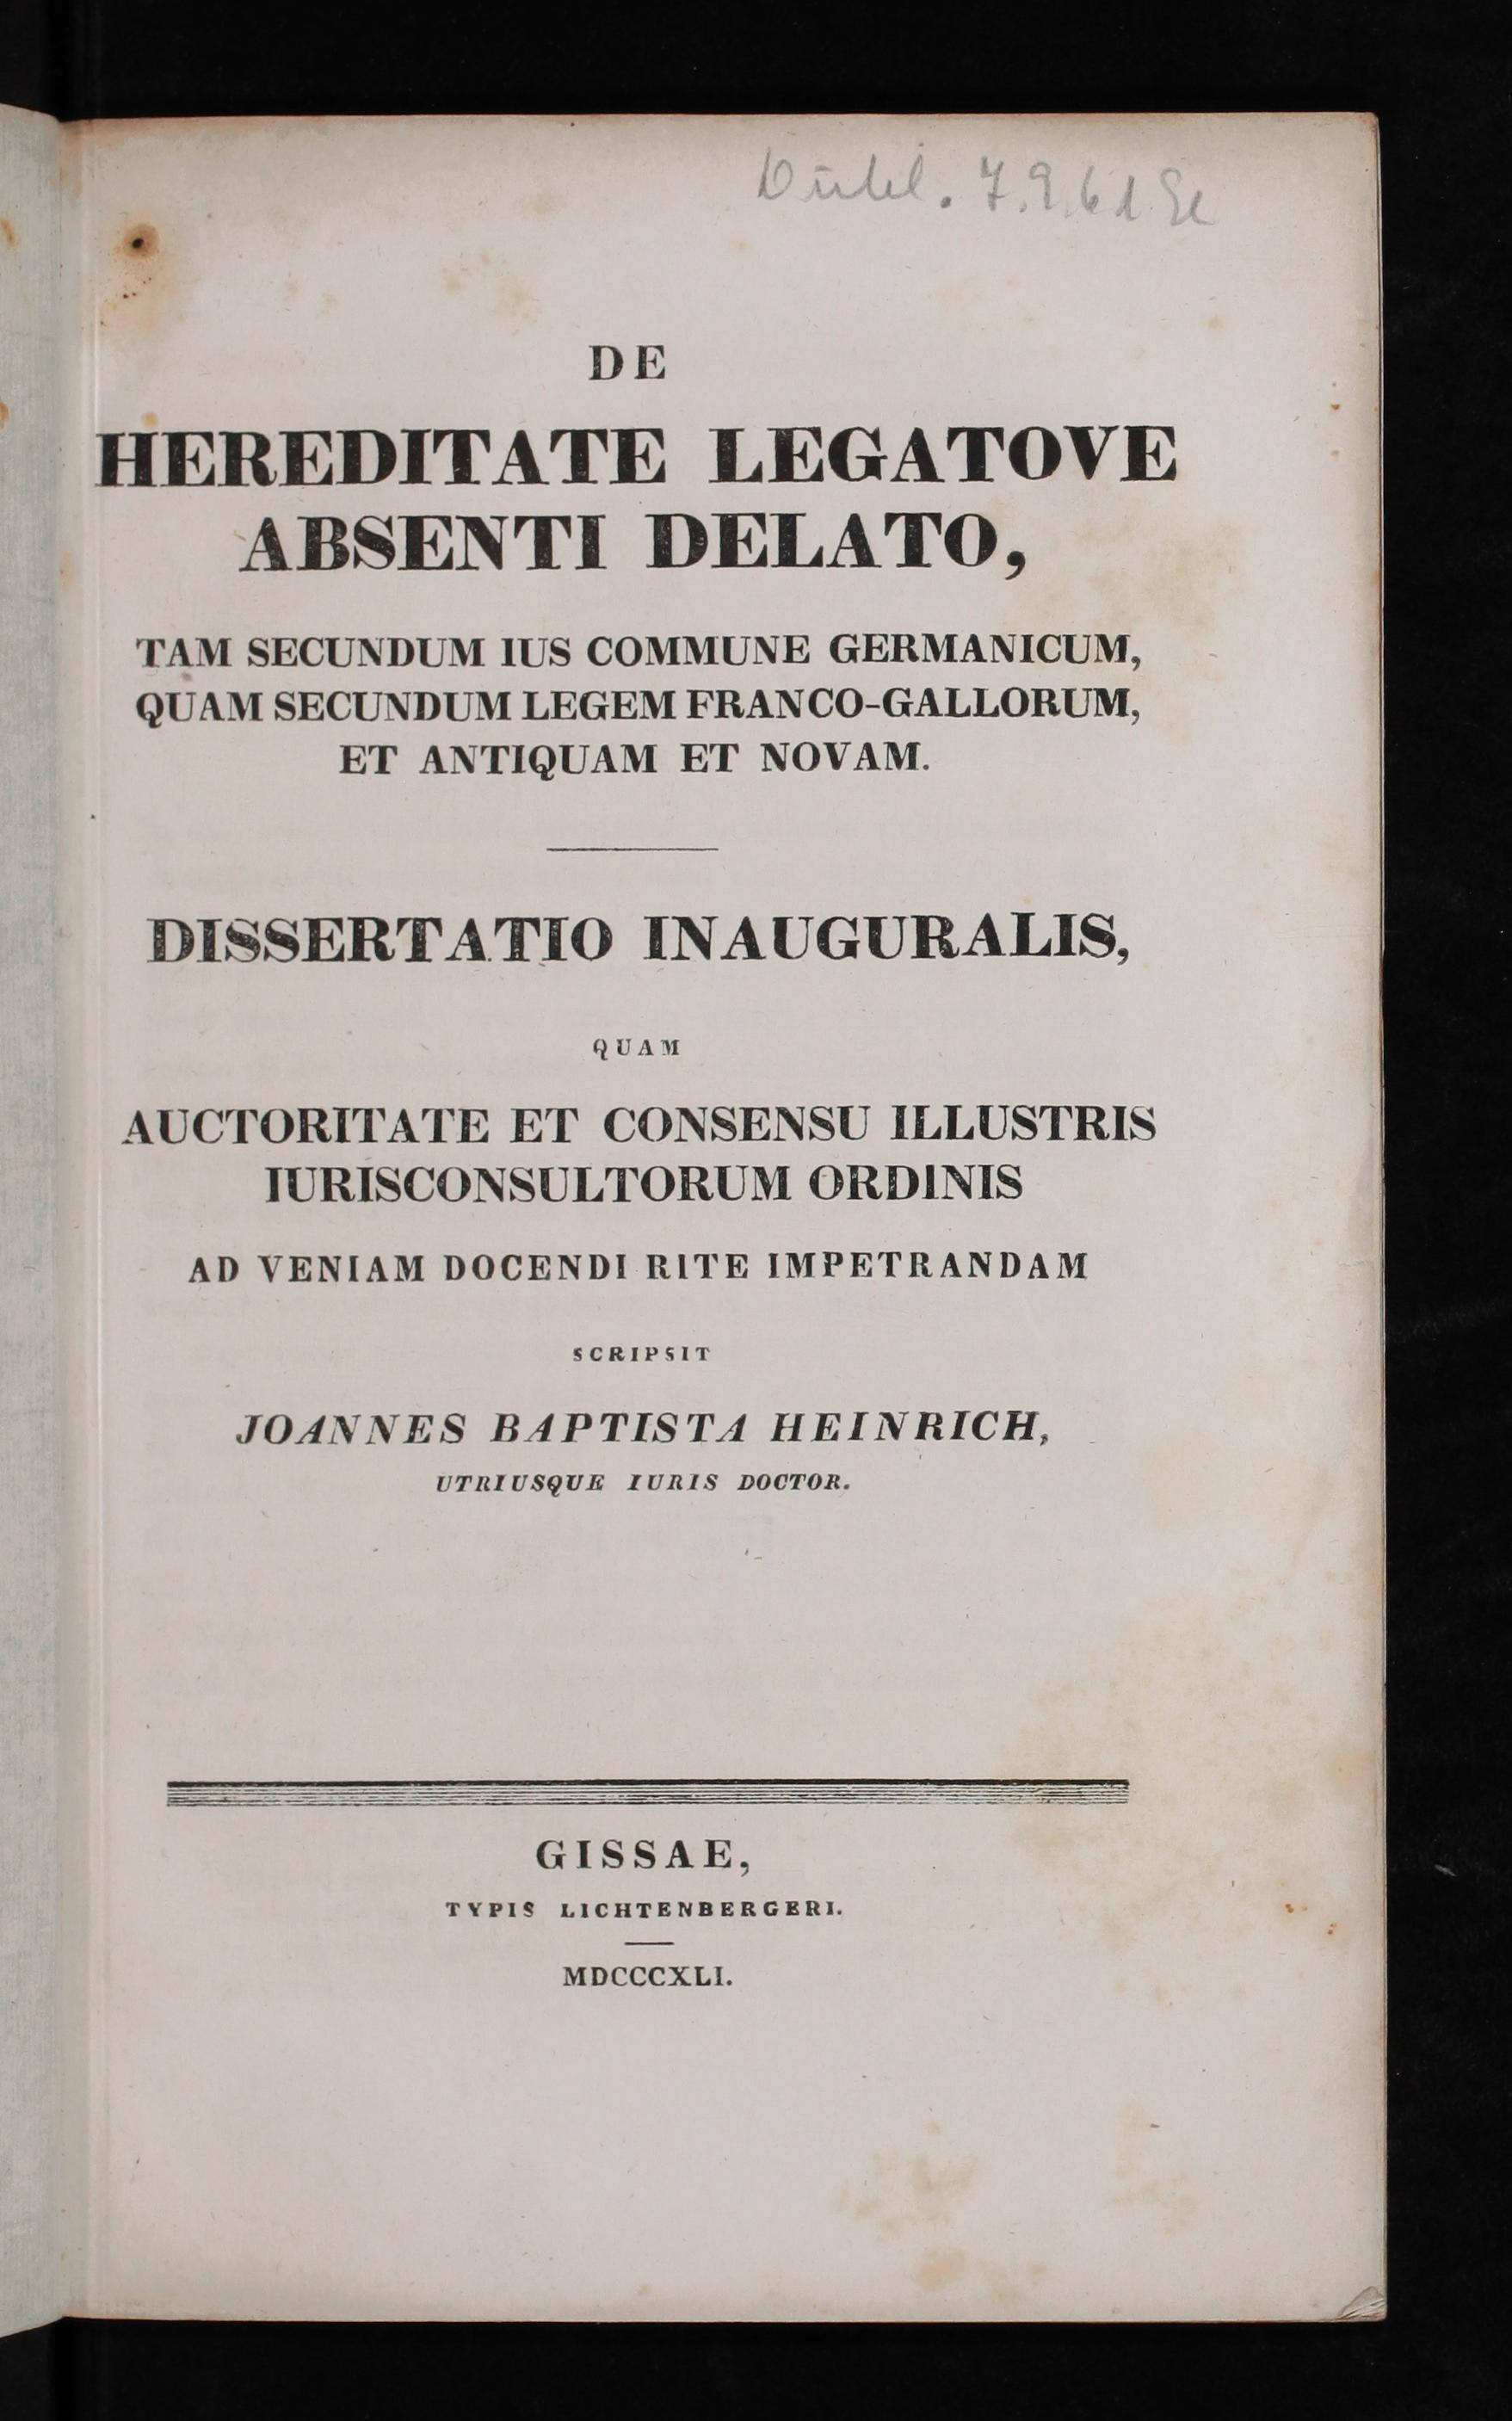 DE
HEREDITATE LEGATOVE
ABSENTI DELATO,
TAM SECUNDUM IUS COMMUNE GERMANICUM,
QUAM SECUNDUM LEGEM FRANCO-GALLORUM,
ET ANTIQUAM ET NOVAM.
DISSERTATIO INAUGURALIS,
QUAM
AUCTORITATE ET CONSENSU ILLUSTRIS
IURISCONSULTORUM ORDINIS
AD VENIAM DOCENDI RITE IMPETRANDAM
SCRIPSIT
JOANNES BAPTISTA HEINRICH,
UTRIUSQUE IURIS DOCTOR.
GISSAE,
TYPIS LICHTENBERGERI.
MDCCCXLI.